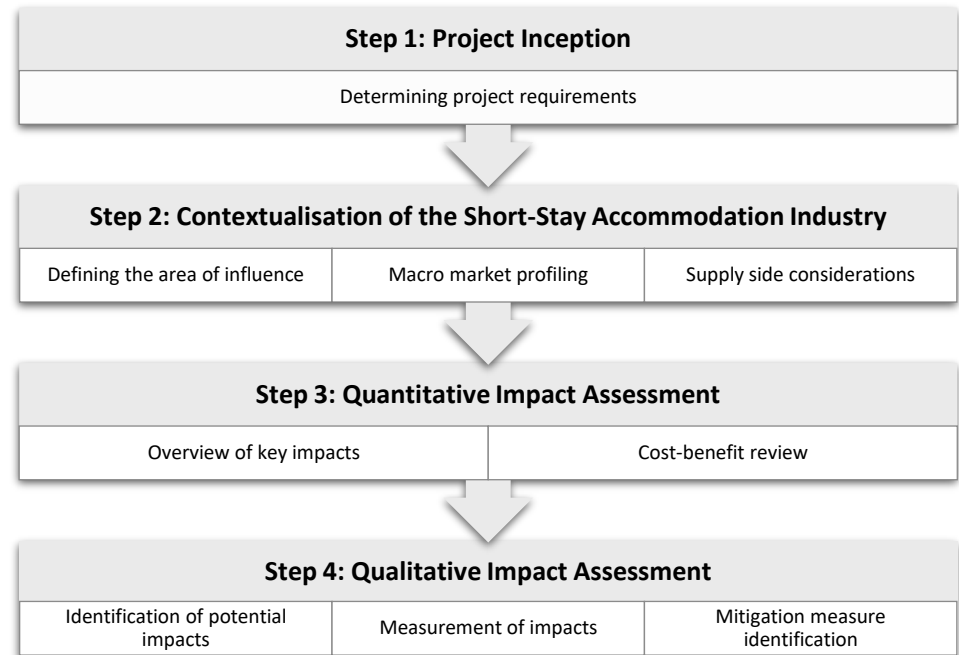 Step 1: Project Inception
Determining project requirements
Step 2: Contextualisation of the Short-Stay Accommodation Industry
Defining the area of influence
Macro market profiling
Supply side considerations
Step 3: Quantitative Impact Assessment
Overview of key impacts
Cost-benefit review
Step 4: Qualitative Impact Assessment
Identification of potential
impacts
Measurement of impacts
Mitigation measure
identification